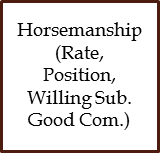 Horsemanship
(Rate,
Position,
Willing Sub.
Good Com.)